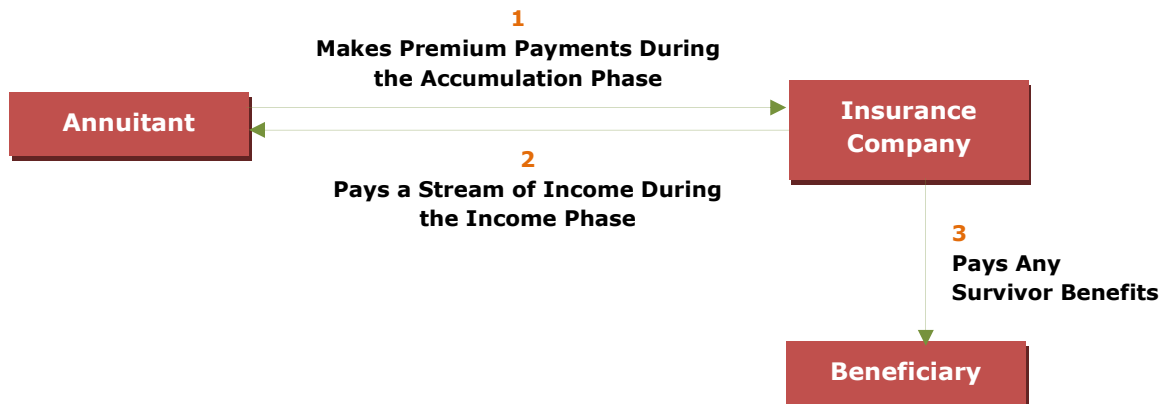 1
Makes Premium Payments During
the Accumulation Phase
Annuitant
Insurance
Company
2
Pays a Stream of Income During
the Income Phase
3
Pays Any
Survivor Benefits
Beneficiary